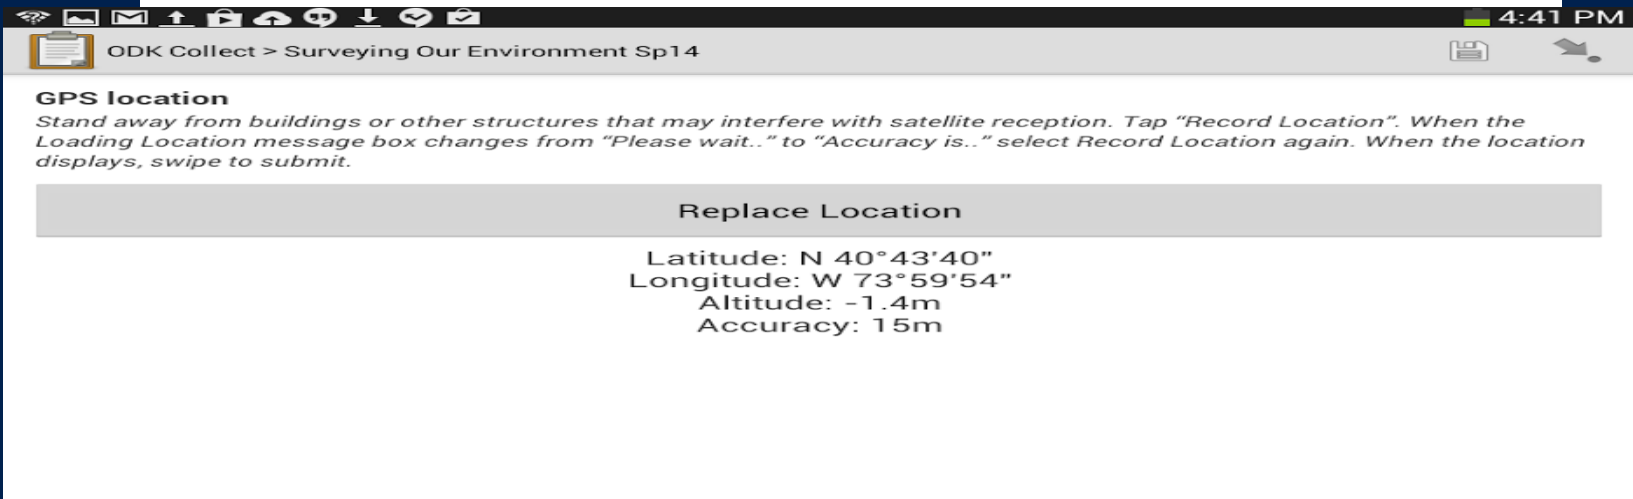 4:41 PM
ODK Collect > Surveying Our Environment Sp14
GPS location
Stand away from buildings or other structures that may interfere with satellite reception. Tap “Record Location”. When the
Loading Location message box changes from “Please wait..” to “Accuracy is..” select Record Location again. When the location
displays, swipe to submit.
Replace Location
Latitude: N 40°43'40"
Longitude: W 73°59'54"
Altitude: -1.4m
Accuracy: 15m